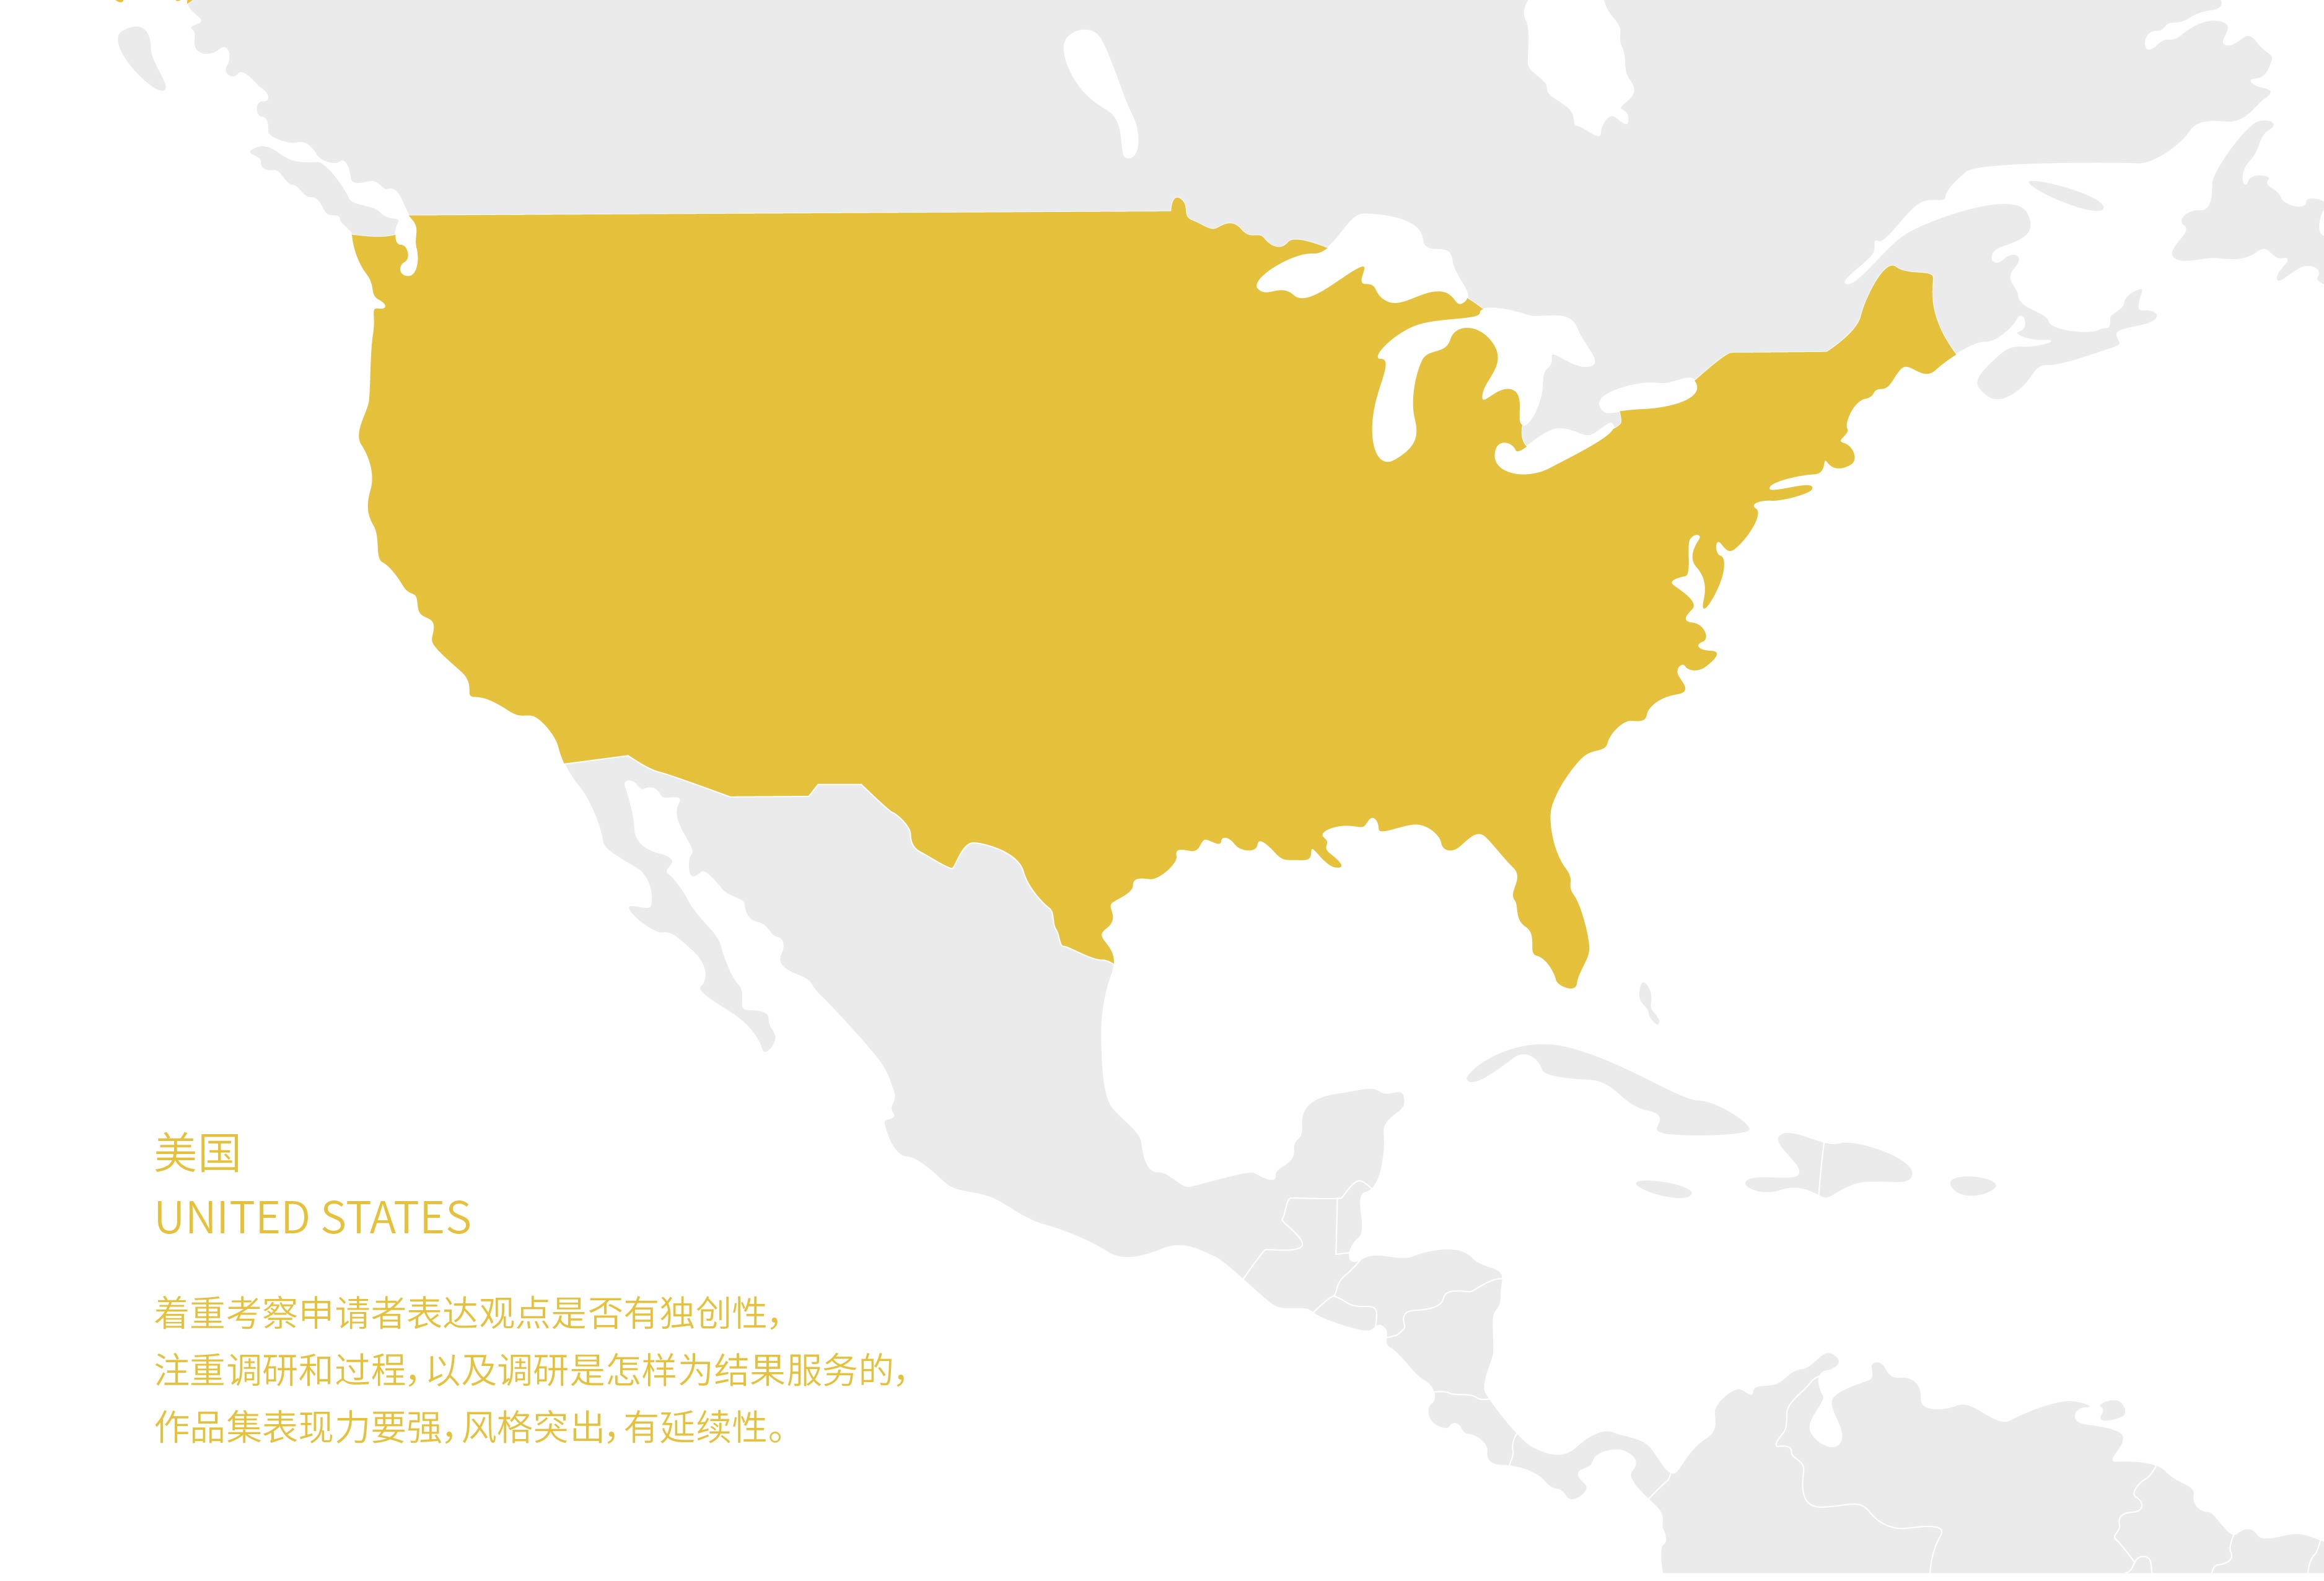 美国
UNITED STATES
着重考察申请者表达观点是否有独创性，
注重调研和过程，以及调研是怎样为结果服务的，
作品集表现力要强，风格突出，有延续性。